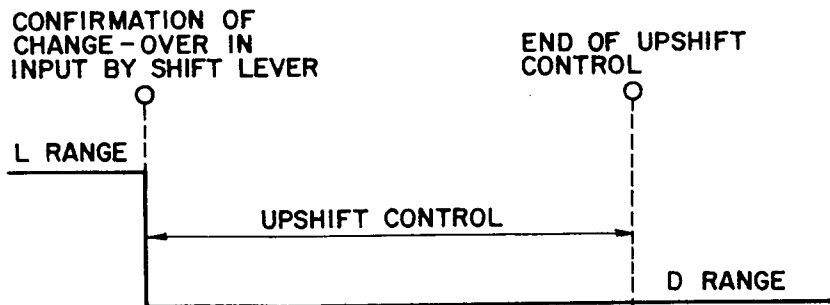 CONFIRMATION OF
CHANGE-OVER IN
INPUT BY SHIFT LEVER
END OF UPSHIFT
CONTROL
L RANGE
UPSHIFT CONTROL
D RANGE